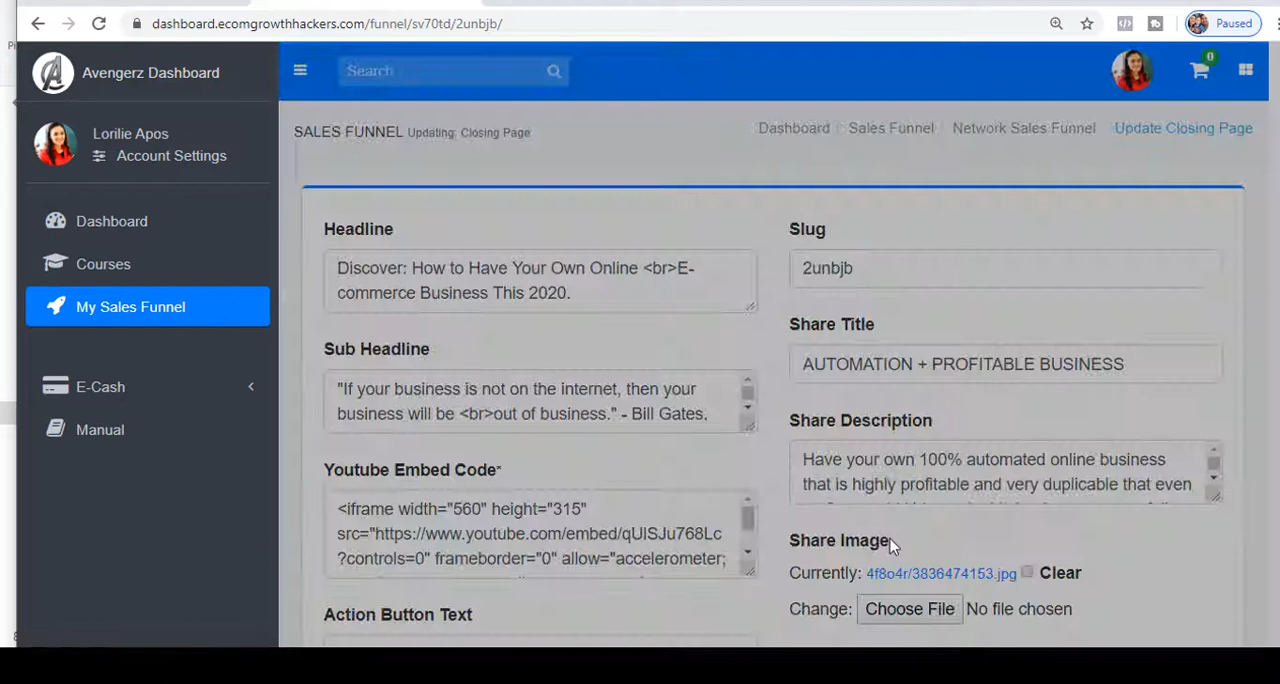 dashboard.ecomgrowthhackers.com/funnel/sv70td/2unbjb/
Paused
Avengerz Dashboard
Search
0
Lorilie Apos
Account Settings
Dashboard
Courses
My Sales Funnel
E-Cash
Manual
SALES FUNNEL Updating: Closing Page
Dashboard
Sales Funnel
Network Sales Funnel
Update Closing Page
Headline
Discover: How to Have Your Own Online <br>E-
commerce Business This 2020.
Sub Headline
"If your business is not on the internet, then your
business will be <br>out of business." - Bill Gates.
Youtube Embed Code*
<iframe width="560" height="315"
src="https://www.youtube.com/embed/qUISJu768Lc
?controls=0" frameborder="0" allow="accelerometer;
Action Button Text
Slug
2unbjb
Share Title
AUTOMATION + PROFITABLE BUSINESS
Share Description
Have your own 100% automated online business
that is highly profitable and very duplicable that even
Share Image
Currently: 4f8o4r/3836474153.jpg Clear
Change: Choose File No file chosen